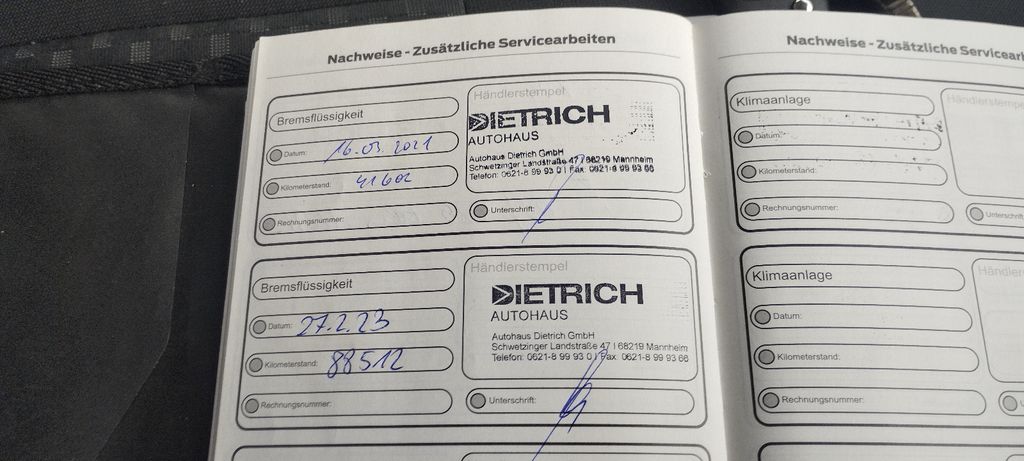 Nachweise - Zusätzliche Servicearbeiten
Bremsflüssigkeit
Datum: 16.03.2021
Kilometerstand: 41602
Rechnungsnummer:
Händlerstempel
DIETRICH
AUTOHAUS
Autohaus Dietrich GmbH
Schwetzinger Landstraße 47 I 68219 Mannheim
Telefon: 0621-8 99 93 0 I Fax: 0621-8 99 93 66
Unterschrift:
Bremsflüssigkeit
Datum: 27.2.23
Kilometerstand: 88512
Rechnungsnummer:
Händlerstempel
DIETRICH
AUTOHAUS
Autohaus Dietrich GmbH
Schwetzinger Landstraße 47 I 68219 Mannheim
Telefon: 0621-8 99 93 0 I Fax: 0621-8 99 93 66
Unterschrift:
Nachweise - Zusätzliche Servicear
Klimaanlage
Datum:
Kilometerstand:
Rechnungsnummer:
Händlerstempel
Unterschrift
Klimaanlage
Datum:
Kilometerstand:
Rechnungsnummer:
Händlers
U